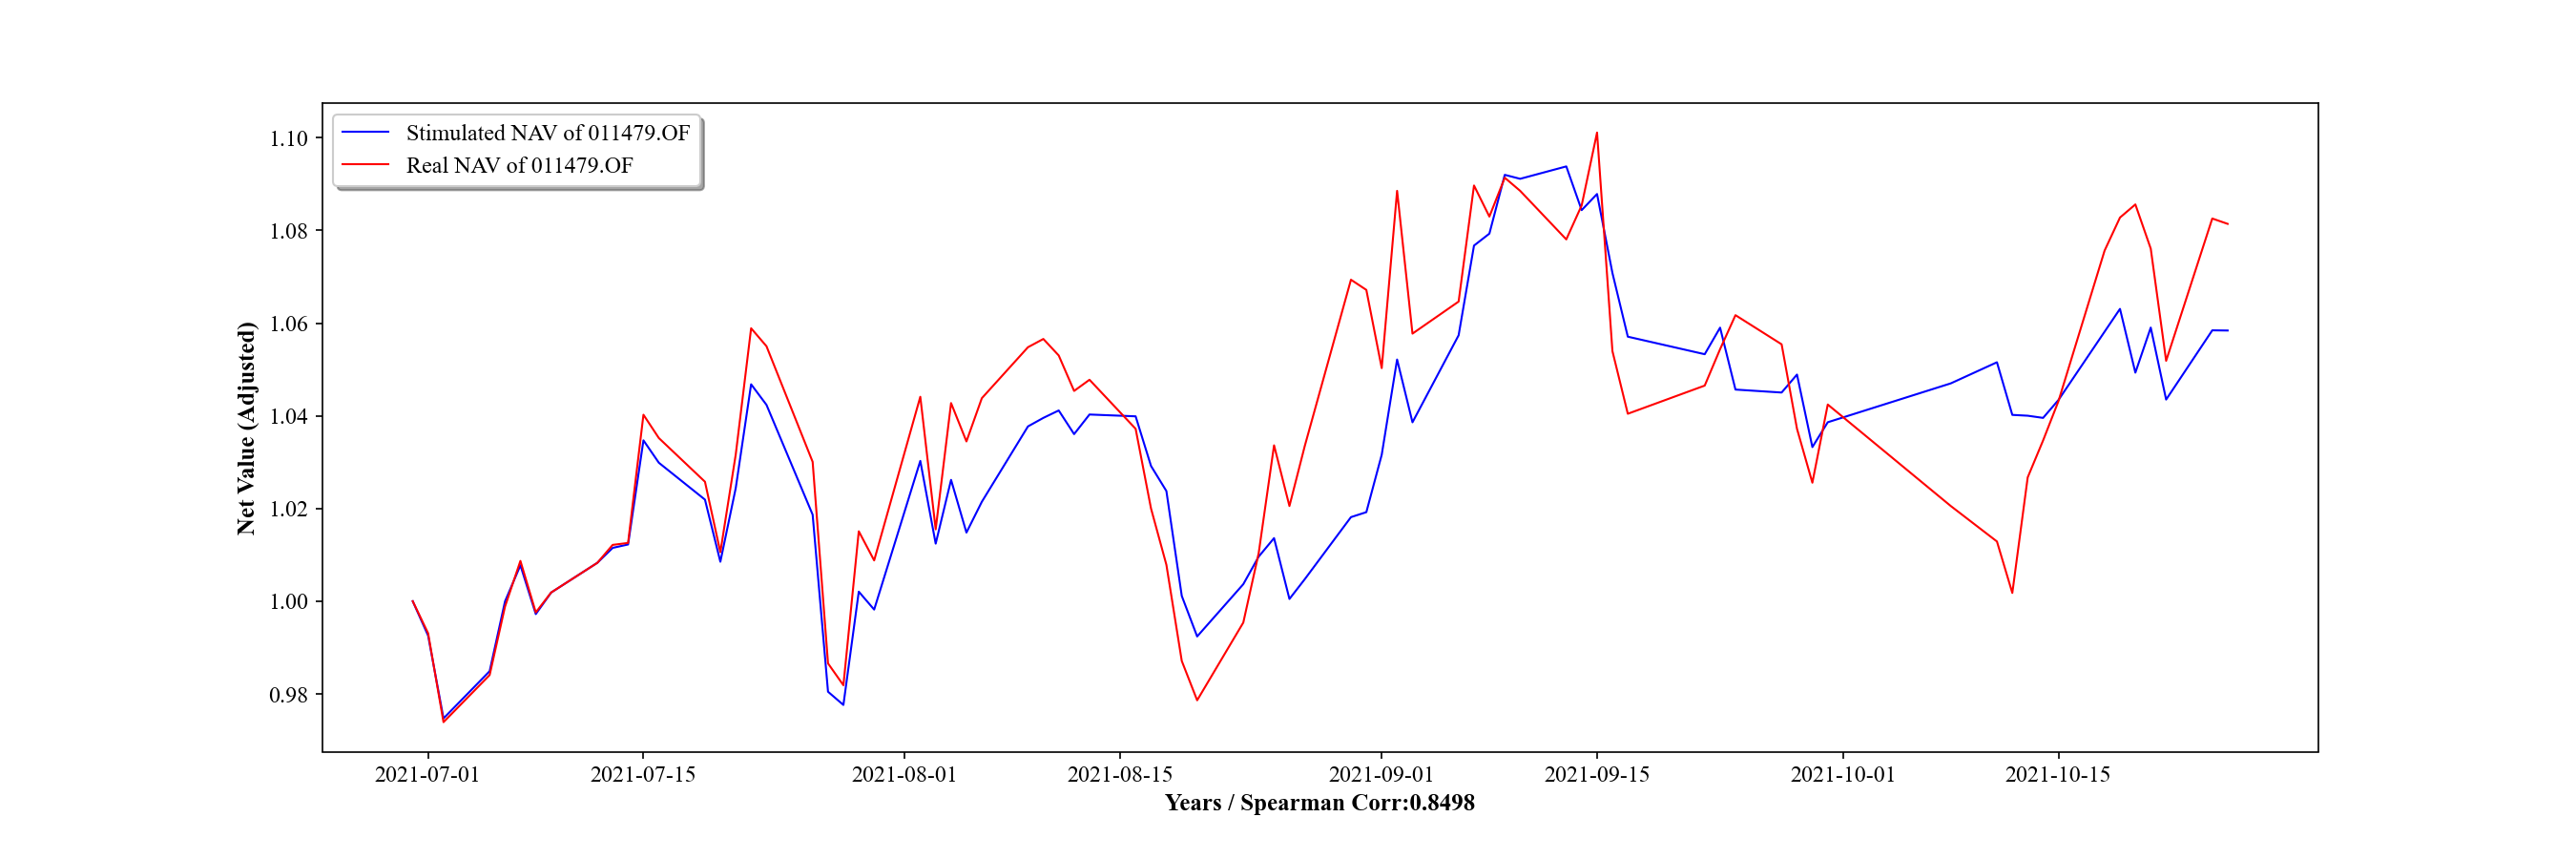 Stimulated NAV of 011479.OF
Real NAV of 011479.OF
Net Value (Adjusted)
1.10
1.08
1.06
1.04
1.02
1.00
0.98
2021-07-01 2021-07-15 2021-08-01 2021-08-15 2021-09-01 2021-09-15 2021-10-01 2021-10-15
Years / Spearman Corr:0.8498